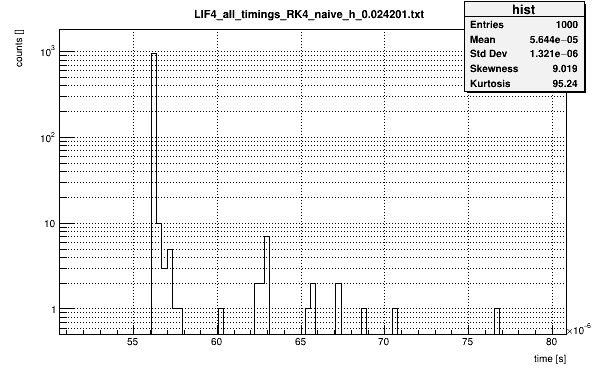 LIF4_all_timings_RK4_naive_h_0.024201.txt
hist
Entries 1000
Mean 5.644e−05
Std Dev 1.321e−06
Skewness 9.019
Kurtosis 95.24
counts []
10³
10²
10
1
55 60 65 70 75 80
×10⁻⁶
time [s]